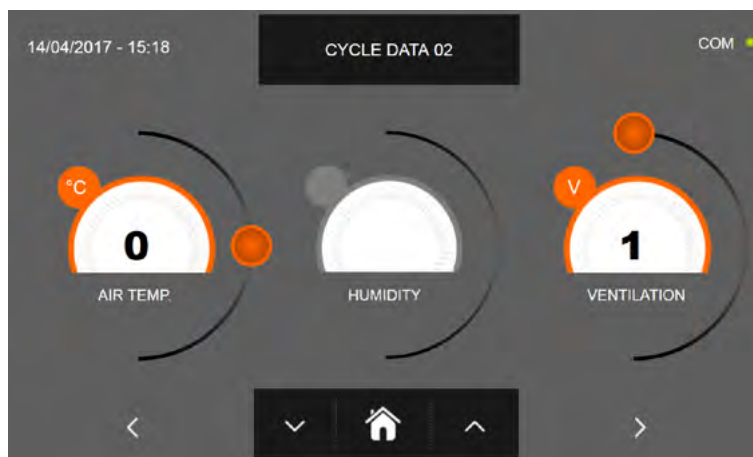 14/04/2017 - 15:18
CYCLE DATA 02
COM
°C
0
AIR TEMP.
HUMIDITY
V
1
VENTILATION